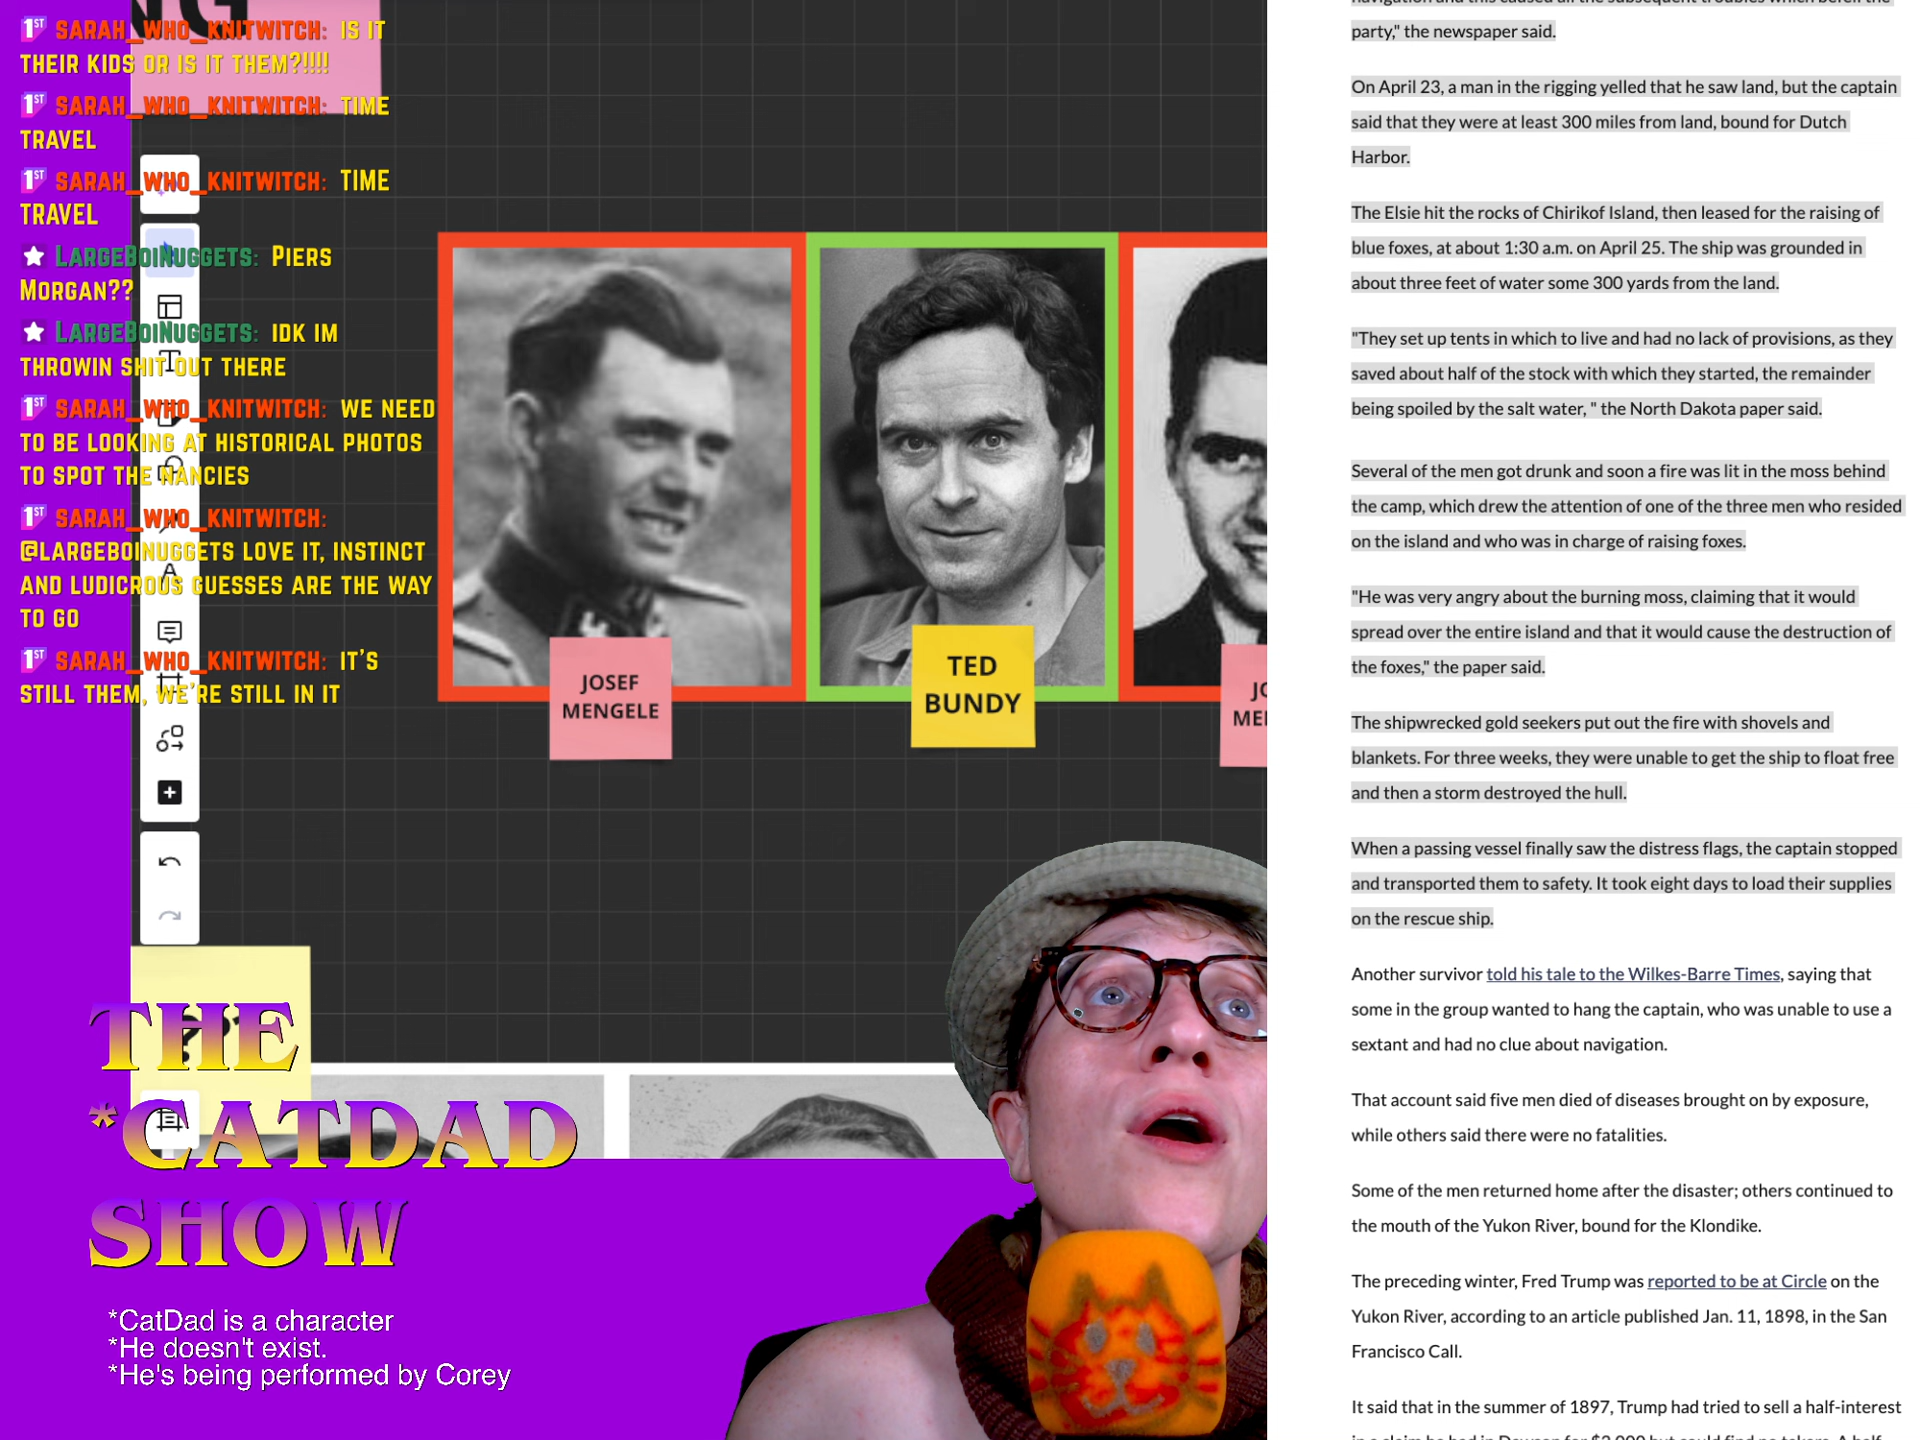 NG
1ST SARAH_WHO_KNITWITCH: IS IT
THEIR KIDS OR IS IT THEM?!!!!
1ST SARAH_WHO_KNITWITCH: TIME
TRAVEL
1ST SARAH_WHO_KNITWITCH: TIME
TRAVEL
LARGEBOINUGGETS: PIERS
MORGAN??
LARGEBOINUGGETS: IDK IM
THROWIN SHIT OUT THERE
1ST SARAH_WHO_KNITWITCH: WE NEED
TO BE LOOKING AT HISTORICAL PHOTOS
TO SPOT THE NANCIES
1ST SARAH_WHO_KNITWITCH:
@LARGEBOINUGGETS LOVE IT, INSTINCT
AND LUDICROUS GUESSES ARE THE WAY
TO GO
1ST SARAH_WHO_KNITWITCH: IT'S
STILL THEM, WE'RE STILL IN IT
JOSEF
MENGELE
TED
BUNDY
THE
*CATDAD
SHOW
*CatDad is a character
*He doesn't exist.
*He's being performed by Corey
navigation and this caused all the subsequent troubles which befell the
party," the newspaper said.
On April 23, a man in the rigging yelled that he saw land, but the captain
said that they were at least 300 miles from land, bound for Dutch
Harbor.
The Elsie hit the rocks of Chirikof Island, then leased for the raising of
blue foxes, at about 1:30 a.m. on April 25. The ship was grounded in
about three feet of water some 300 yards from the land.
"They set up tents in which to live and had no lack of provisions, as they
saved about half of the stock with which they started, the remainder
being spoiled by the salt water, " the North Dakota paper said.
Several of the men got drunk and soon a fire was lit in the moss behind
the camp, which drew the attention of one of the three men who resided
on the island and who was in charge of raising foxes.
"He was very angry about the burning moss, claiming that it would
spread over the entire island and that it would cause the destruction of
the foxes," the paper said.
The shipwrecked gold seekers put out the fire with shovels and
blankets. For three weeks, they were unable to get the ship to float free
and then a storm destroyed the hull.
When a passing vessel finally saw the distress flags, the captain stopped
and transported them to safety. It took eight days to load their supplies
on the rescue ship.
Another survivor told his tale to the Wilkes-Barre Times, saying that
some in the group wanted to hang the captain, who was unable to use a
sextant and had no clue about navigation.
That account said five men died of diseases brought on by exposure,
while others said there were no fatalities.
Some of the men returned home after the disaster; others continued to
the mouth of the Yukon River, bound for the Klondike.
The preceding winter, Fred Trump was reported to be at Circle on the
Yukon River, according to an article published Jan. 11, 1898, in the San
Francisco Call.
It said that in the summer of 1897, Trump had tried to sell a half-interest